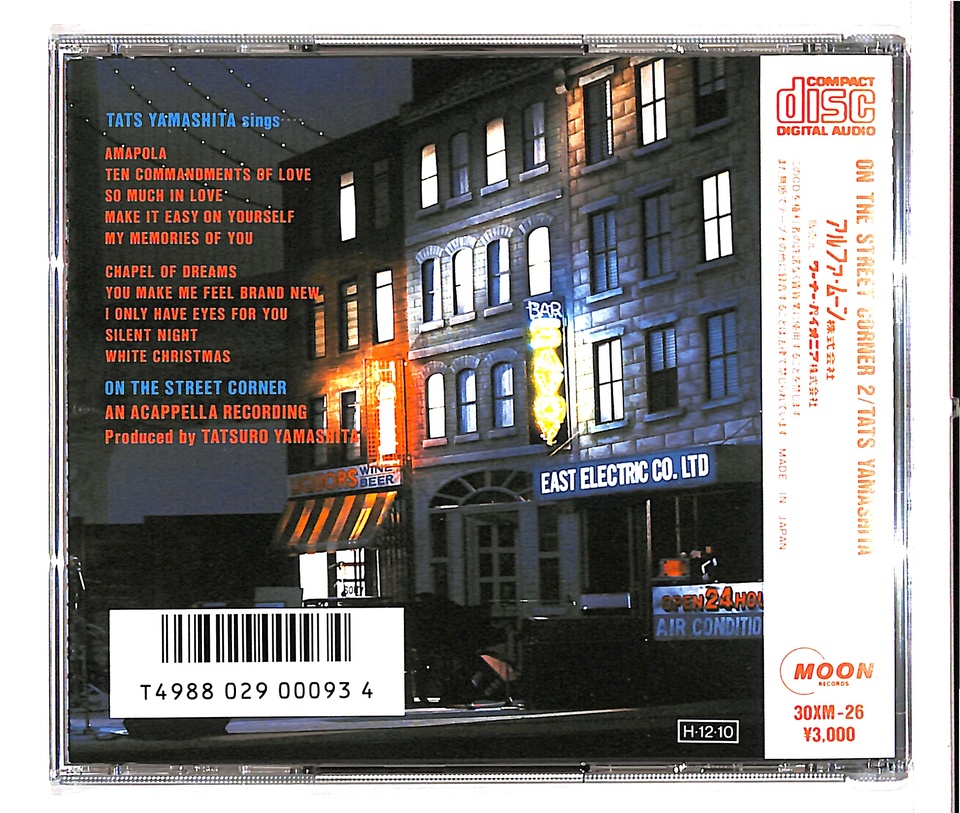 TATS YAMASHITA sings
AMAPOLA
TEN COMMANDMENTS OF LOVE
SO MUCH IN LOVE
MAKE IT EASY ON YOURSELF
MY MEMORIES OF YOU
CHAPEL OF DREAMS
YOU MAKE ME FEEL BRAND NEW
I ONLY HAVE EYES FOR YOU
SILENT NIGHT
WHITE CHRISTMAS
ON THE STREET CORNER
AN ACAPPELLA RECORDING
Produced by TATSURO YAMASHITA
LIQUORS WINE
BEER
BAR
EAST ELECTRIC CO. LTD
OPEN 24 HOU
AIR CONDITIO
T4988 029 00093 4
H·12·10
COMPACT
disc
DIGITAL AUDIO
ON THE STREET CORNER 2/TATS YAMASHITA
アルファ・ムーン株式会社
ワーナー・パイオニア株式会社
MADE IN JAPAN
MOON
RECORDS
30XM-26
¥3,000